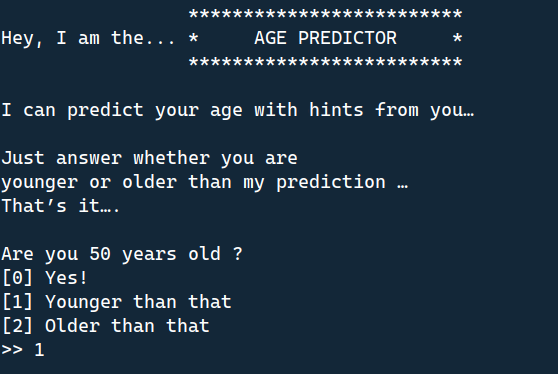 *************************
Hey, I am the... *     AGE PREDICTOR     *
*************************
I can predict your age with hints from you…
Just answer whether you are
younger or older than my prediction …
That’s it….
Are you 50 years old ?
[0] Yes!
[1] Younger than that
[2] Older than that
>> 1